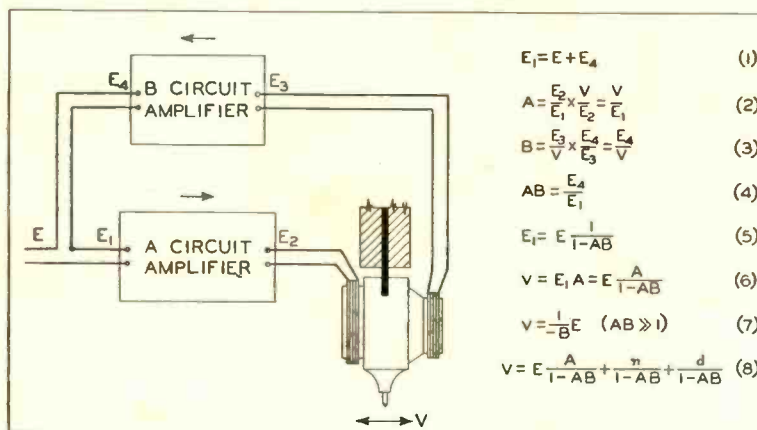 B CIRCUIT
AMPLIFIER
E₄
E₃
A CIRCUIT
AMPLIFIER
E
E₁
E₂
V
E₁ = E + E₄ (1)
A = E₂/E₁ × V/E₂ = V/E₁ (2)
B = E₃/V × E₄/E₃ = E₄/V (3)
AB = E₄/E₁ (4)
E₁ = E 1/1-AB (5)
V = E₁ A = E A/1-AB (6)
V = 1/-B E (AB ≫ 1) (7)
V = E A/1-AB + n/1-AB + d/1-AB (8)